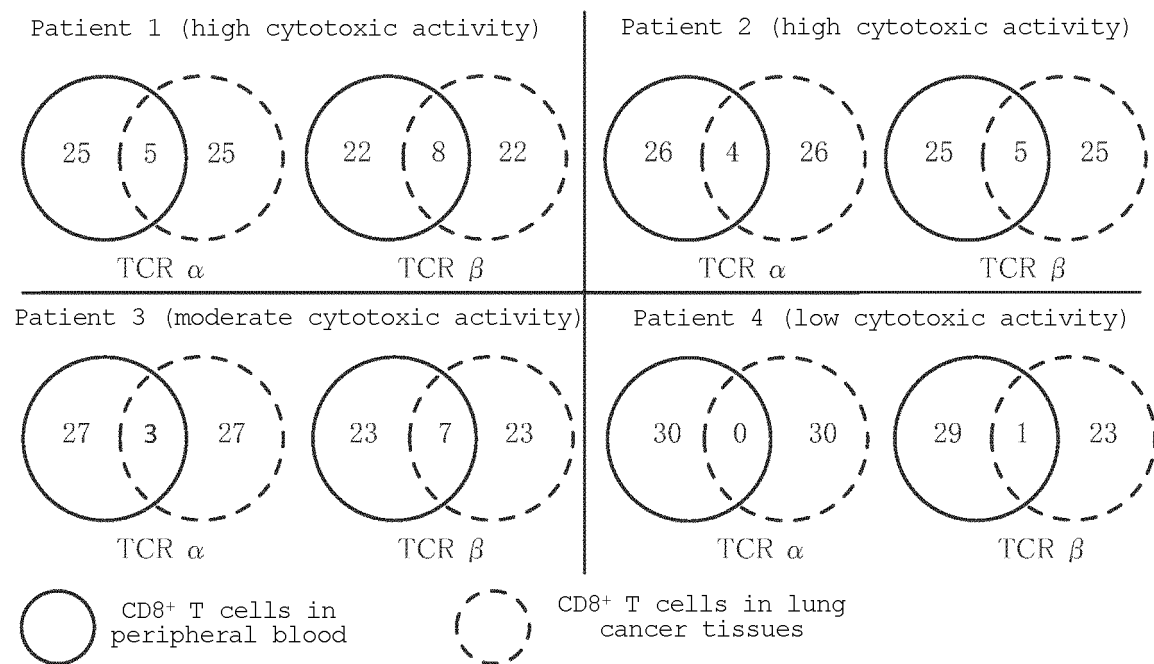 Patient 1 (high cytotoxic activity)
25 5 25
TCR α
22 8 22
TCR β
Patient 2 (high cytotoxic activity)
26 4 26
TCR α
25 5 25
TCR β
Patient 3 (moderate cytotoxic activity)
27 3 27
TCR α
23 7 23
TCR β
Patient 4 (low cytotoxic activity)
30 0 30
TCR α
29 1 23
TCR β
CD8⁺ T cells in
peripheral blood
CD8⁺ T cells in lung
cancer tissues